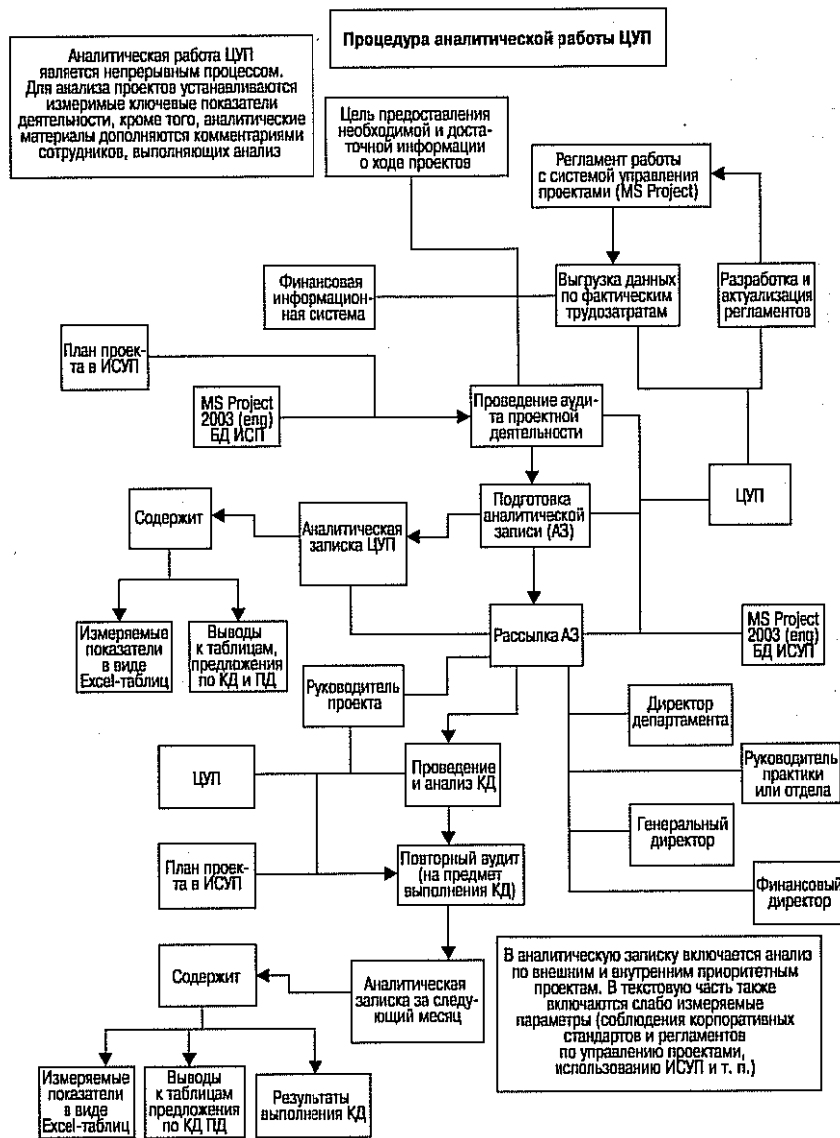 Процедура аналитической работы ЦУП
Аналитическая работа ЦУП
является непрерывным процессом.
Для анализа проектов устанавливаются
измеримые ключевые показатели
деятельности, кроме того, аналитические
материалы дополняются комментариями
сотрудников, выполняющих анализ
Цель предоставления
необходимой и доста-
точной информации
о ходе проектов
Регламент работы
с системой управления
проектами (MS Project)
Финансовая
информацион-
ная система
Выгрузка данных
по фактическим
трудозатратам
Разработка и
актуализация
регламентов
План проек-
та в ИСУП
MS Project
2003 (eng)
БД ИСП
Проведение ауди-
та проектной
деятельности
ЦУП
Содержит
Аналитическая
записка ЦУП
Подготовка
аналитической
записи (АЗ)
Измеряемые
показатели
в виде
Excel-таблиц
Выводы
к таблицам,
предложения
по КД и ПД
Рассылка АЗ
MS Project
2003 (eng)
БД ИСУП
Руководитель
проекта
Директор
департамента
ЦУП
Проведение
и анализ КД
Руководитель
практики
или отдела
Генеральный
директор
План проек-
та в ИСУП
Повторный аудит
(на предмет
выполнения КД)
Финансовый
директор
Содержит
Аналитическая
записка за следу-
ющий месяц
В аналитическую записку включается анализ
по внешним и внутренним приоритетным
проектам. В текстовую часть также
включаются слабо измеряемые
параметры (соблюдения корпоративных
стандартов и регламентов
по управлению проектами,
использованию ИСУП и т. п.)
Измеряемые
показатели
в виде
Excel-таблиц
Выводы
к таблицам
предложения
по КД ПД
Результаты
выполнения КД